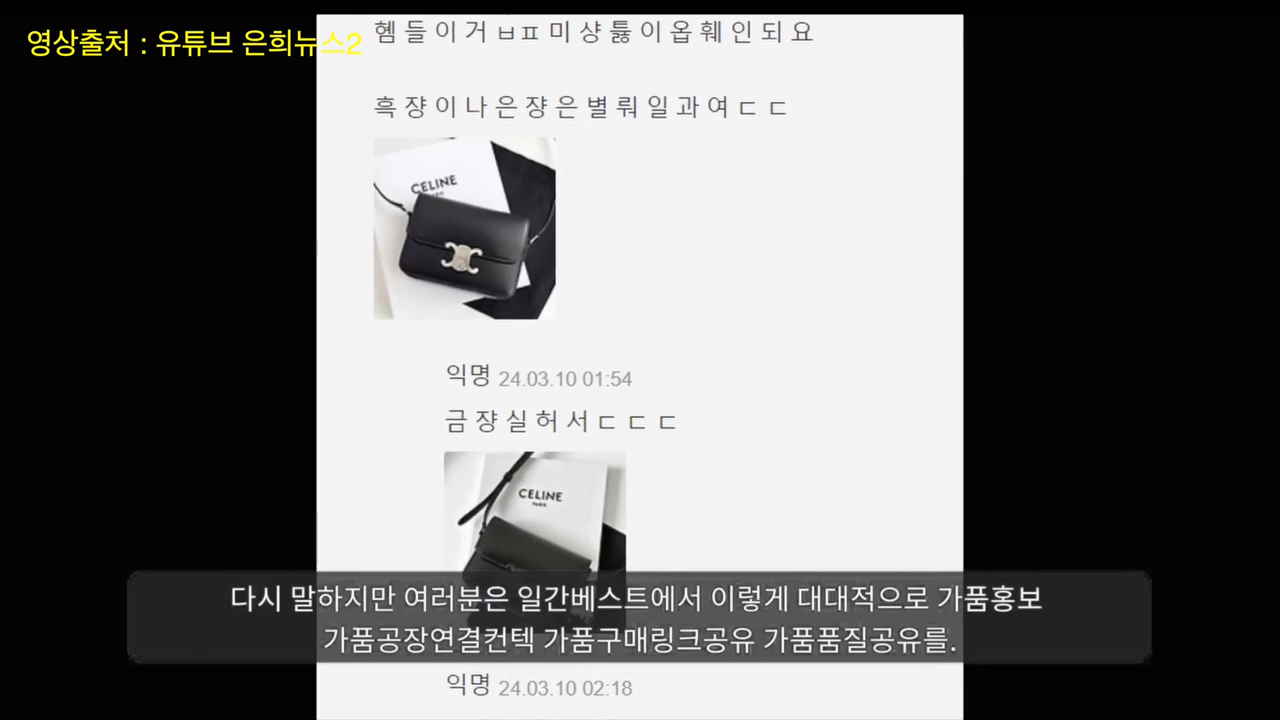 영상출처 : 유튜브 은희뉴스2
헴 들 이 거 ㅂㅍ 미 샹 튫 이 옵 훼 인 되 요
흑 쟝 이 나 은 쟝 은 별 뤄 일 과 여 ㄷ ㄷ
CELINE
익명 24.03.10 01:54
금 쟝 실 허 서 ㄷ ㄷ ㄷ
CELINE
PARIS
다시 말하지만 여러분은 일간베스트에서 이렇게 대대적으로 가품홍보
가품공장연결컨텍 가품구매링크공유 가품품질공유를.
익명 24.03.10 02:18